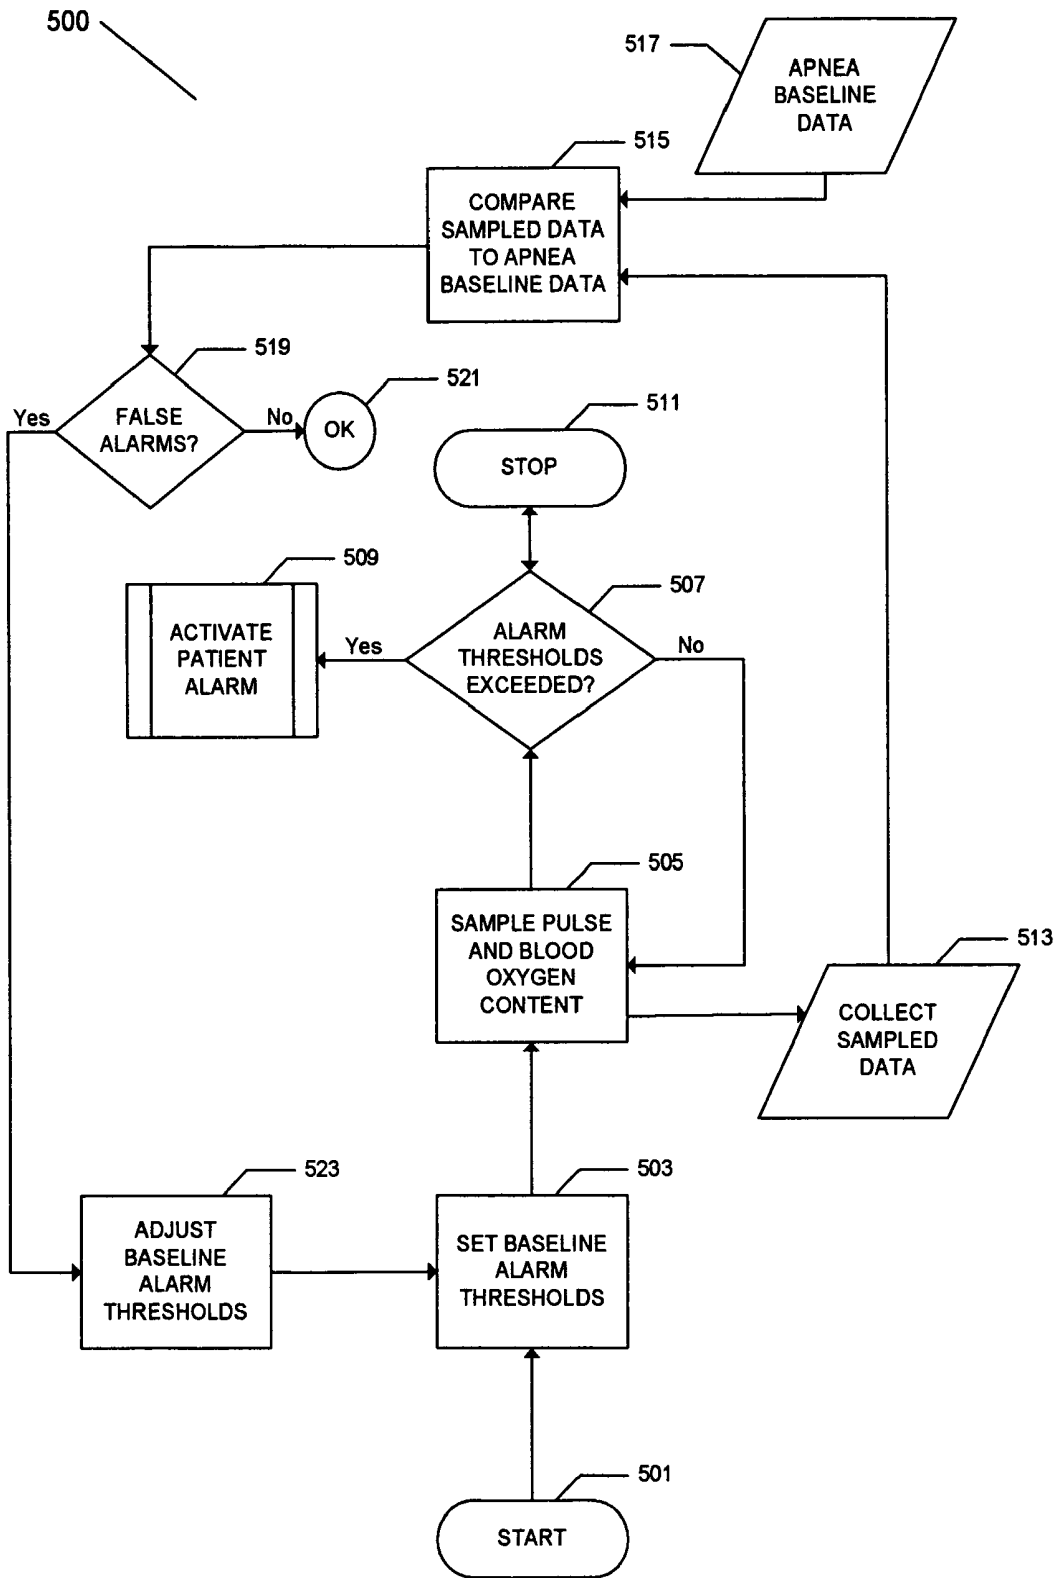 500
517
APNEA
BASELINE
DATA
515
COMPARE
SAMPLED DATA
TO APNEA
BASELINE DATA
519
FALSE
ALARMS?
Yes
No
521
OK
511
STOP
509
ACTIVATE
PATIENT
ALARM
507
ALARM
THRESHOLDS
EXCEEDED?
Yes
No
505
SAMPLE PULSE
AND BLOOD
OXYGEN
CONTENT
513
COLLECT
SAMPLED
DATA
523
ADJUST
BASELINE
ALARM
THRESHOLDS
503
SET BASELINE
ALARM
THRESHOLDS
501
START